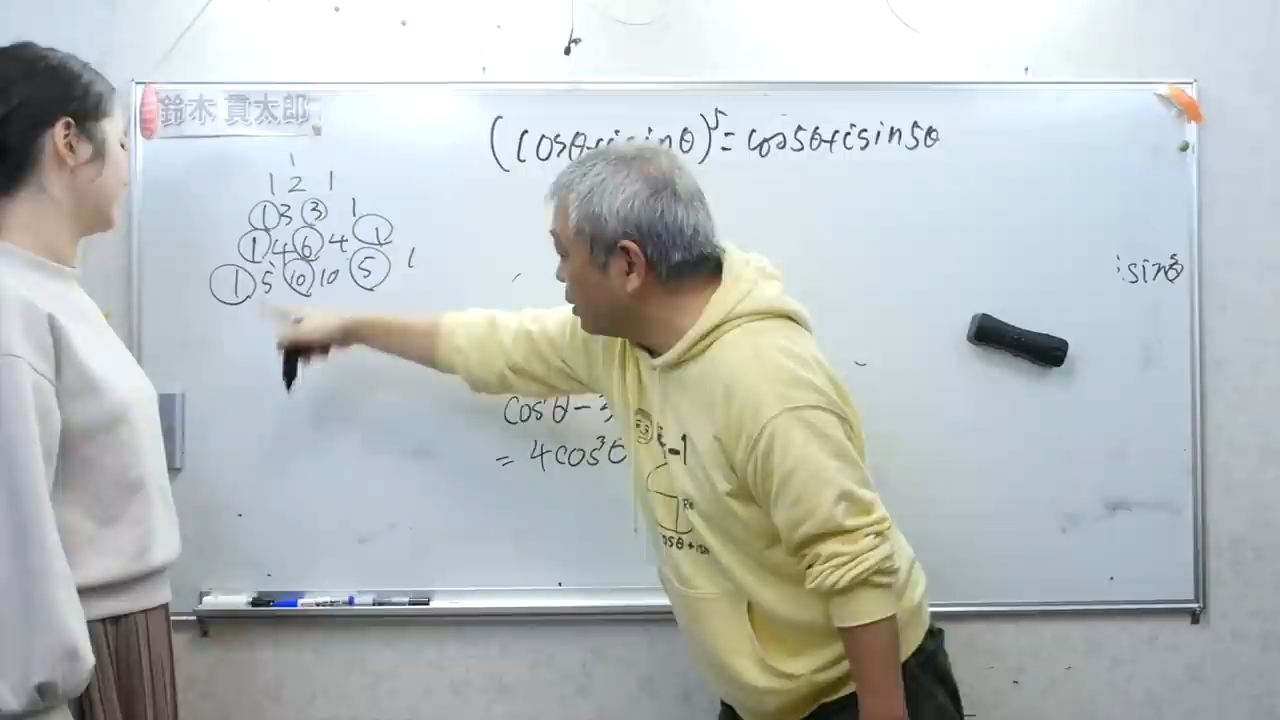 鈴木 貫太郎
(cosθ+isinθ)⁵=cos5θ+isin5θ
1
1 2 1
1 3 3 1
1 4 6 4 1
1 5 10 10 5 1
isin⁵θ
= 4cos³θ
-1